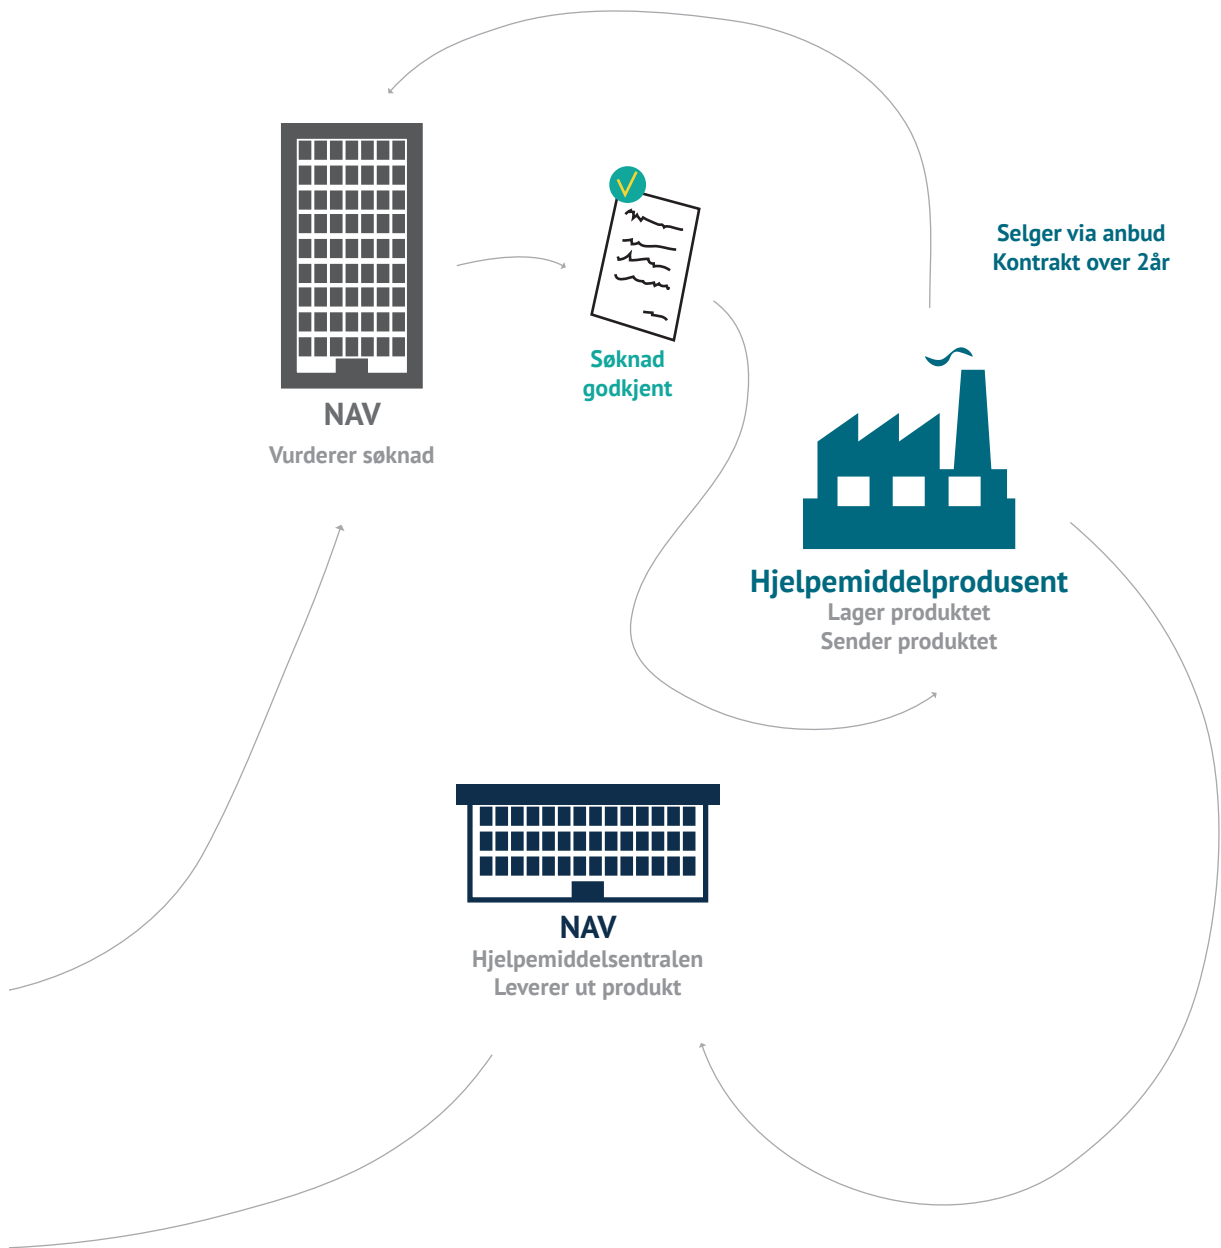 Selger via anbud
Kontrakt over 2år
Søknad
godkjent
NAV
Vurderer søknad
Hjelpemiddelprodusent
Lager produktet
Sender produktet
NAV
Hjelpemiddelsentralen
Leverer ut produkt